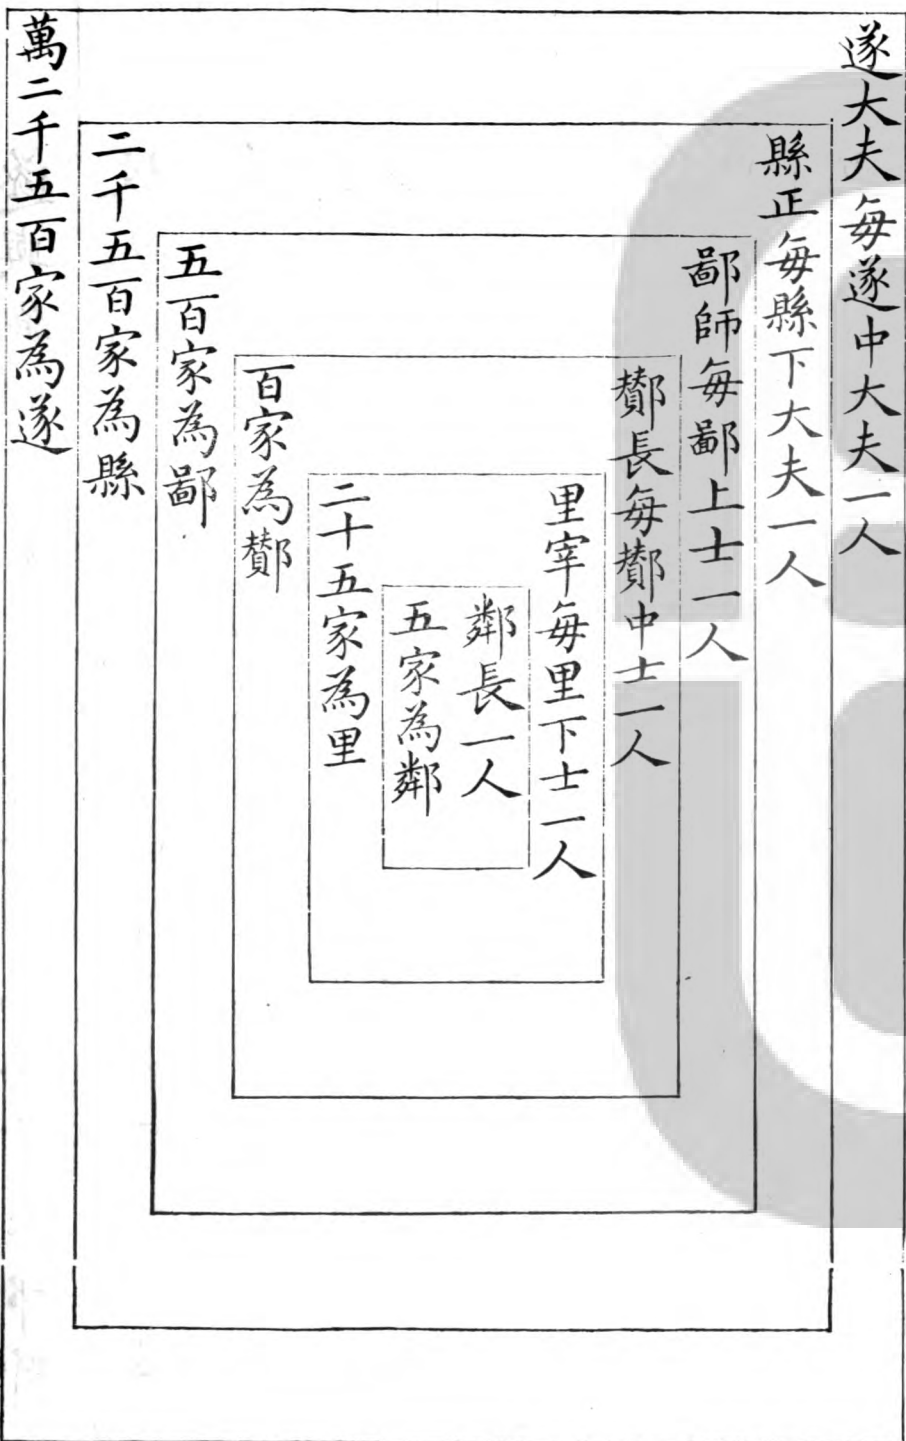 遂大夫每遂中大夫一人
縣正每縣下大夫一人
鄙師每鄙上士一人
酇長每酇中士一人
里宰每里下士一人
鄰長一人
五家為鄰
二十五家為里
百家為酇
五百家為鄙
二千五百家為縣
萬二千五百家為遂